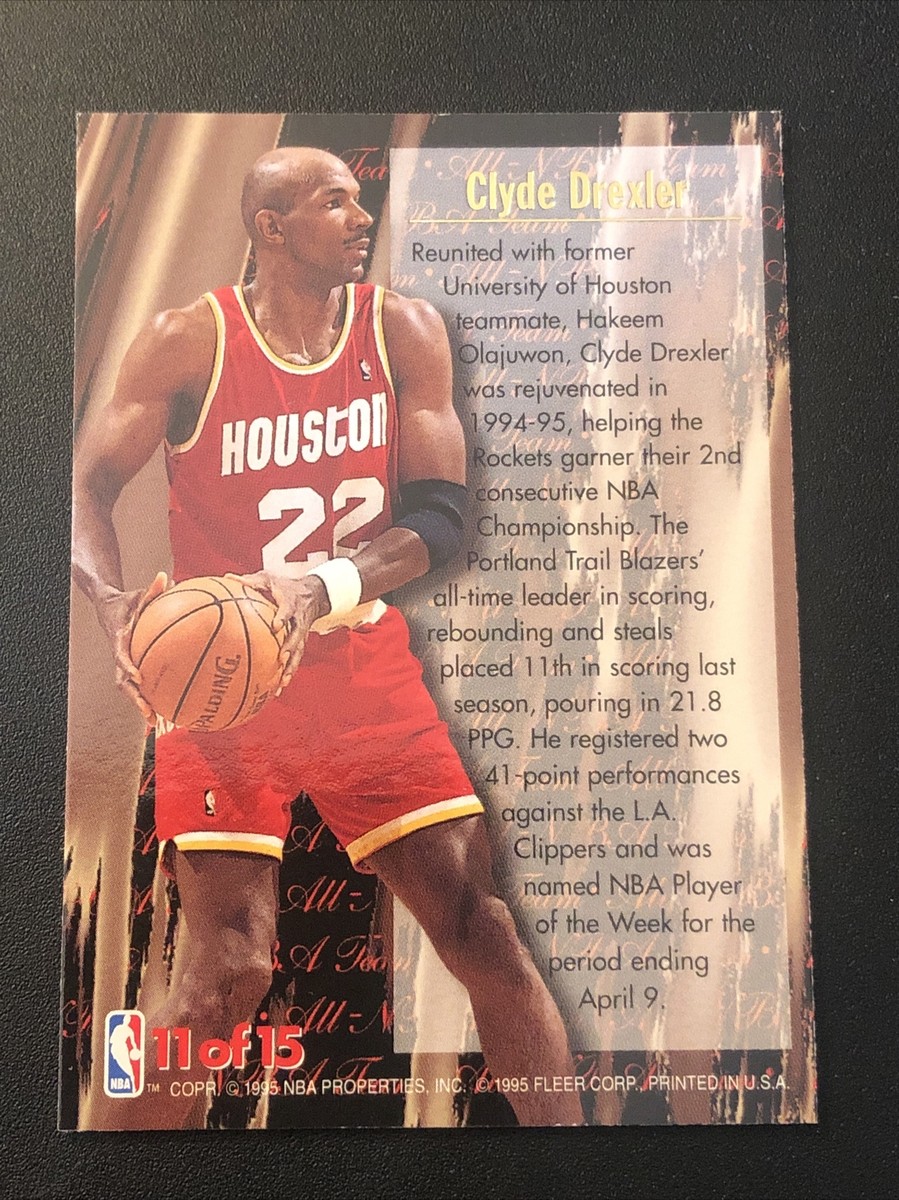 Clyde Drexler
Reunited with former
University of Houston
teammate, Hakeem
Olajuwon, Clyde Drexler
was rejuvenated in
1994-95, helping the
Rockets garner their 2nd
consecutive NBA
Championship. The
Portland Trail Blazers'
all-time leader in scoring,
rebounding and steals
placed 11th in scoring last
season, pouring in 21.8
PPG. He registered two
41-point performances
against the L.A.
Clippers and was
named NBA Player
of the Week for the
period ending
April 9.
HOUSTON
22
SPALDING
NBA
11 of 15
™ COPR. © 1995 NBA PROPERTIES, INC. © 1995 FLEER CORP., PRINTED IN U.S.A.